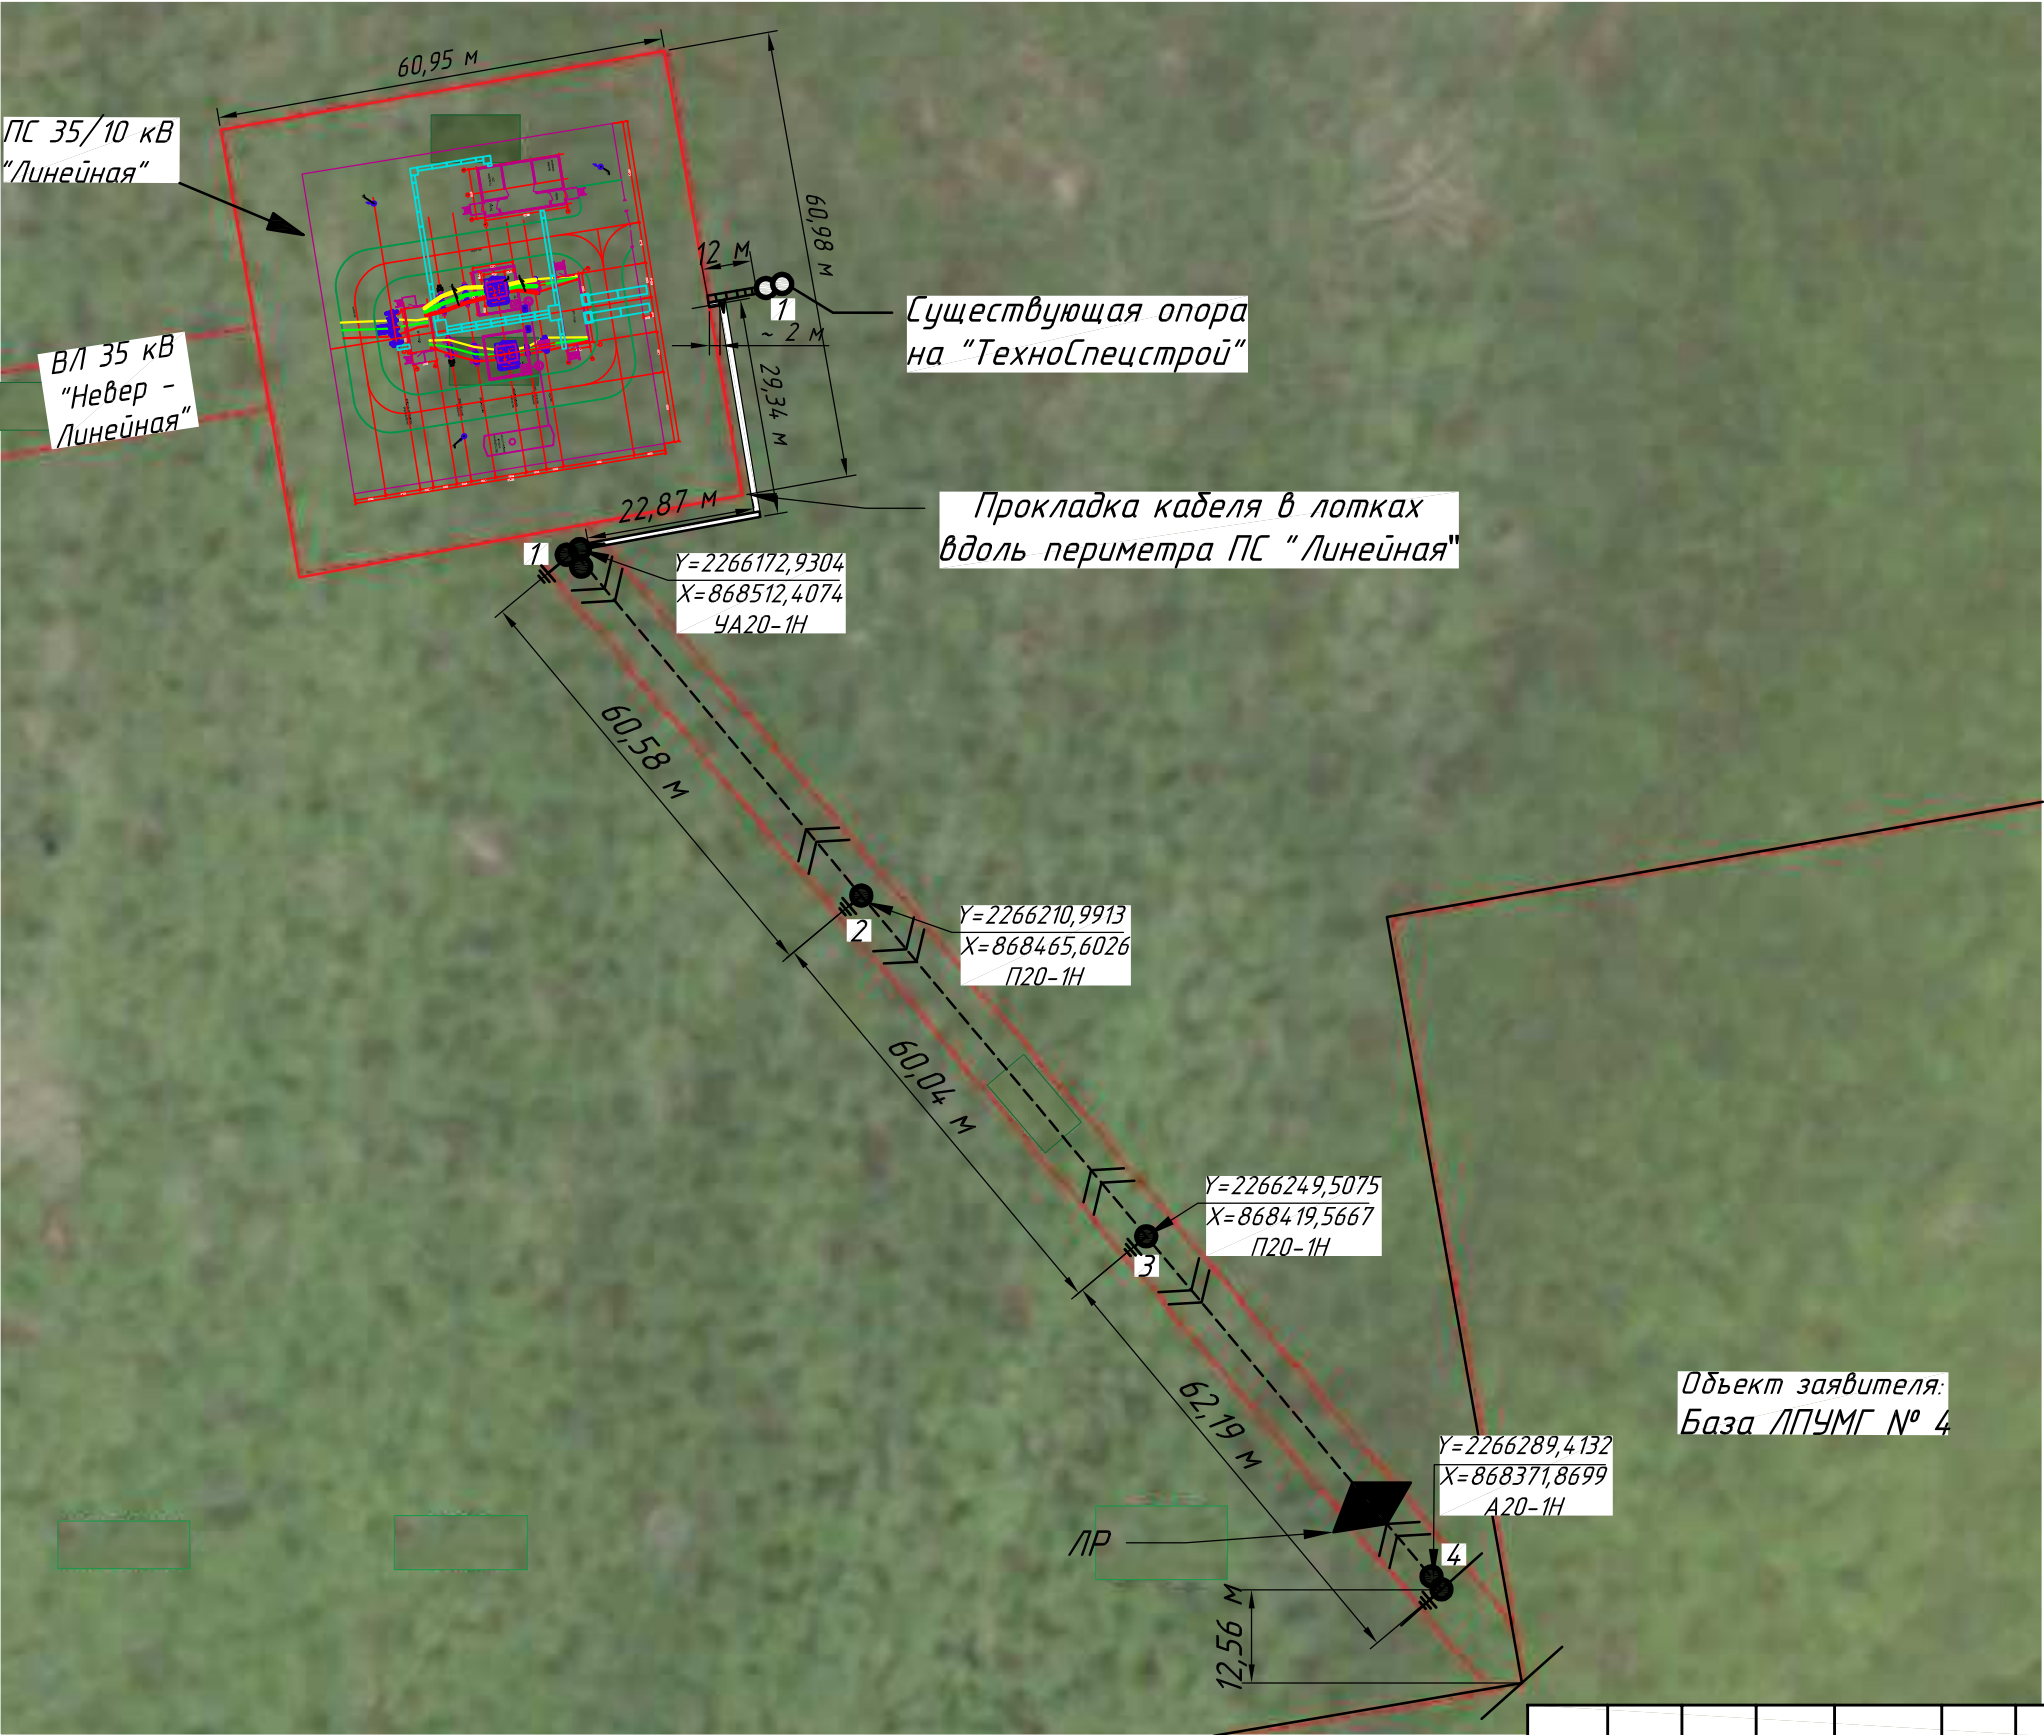 60,95 м
ПС 35/10 кВ
"Линейная"
60,98 м
12 м
1
Существующая опора
на "ТехноСпецстрой"
~ 2 м
ВЛ 35 кВ
"Невер -
Линейная"
29,34 м
22,87 м
Прокладка кабеля в лотках
вдоль периметра ПС "Линейная"
1
Y=2266172,9304
X=868512,4074
УА20-1Н
60,58 м
2
Y=2266210,9913
X=868465,6026
П20-1Н
60,04 м
Y=2266249,5075
X=868419,5667
П20-1Н
3
62,19 м
Объект заявителя:
База ЛПУМГ № 4
Y=2266289,4132
X=868371,8699
А20-1Н
ЛР
4
12,56 м